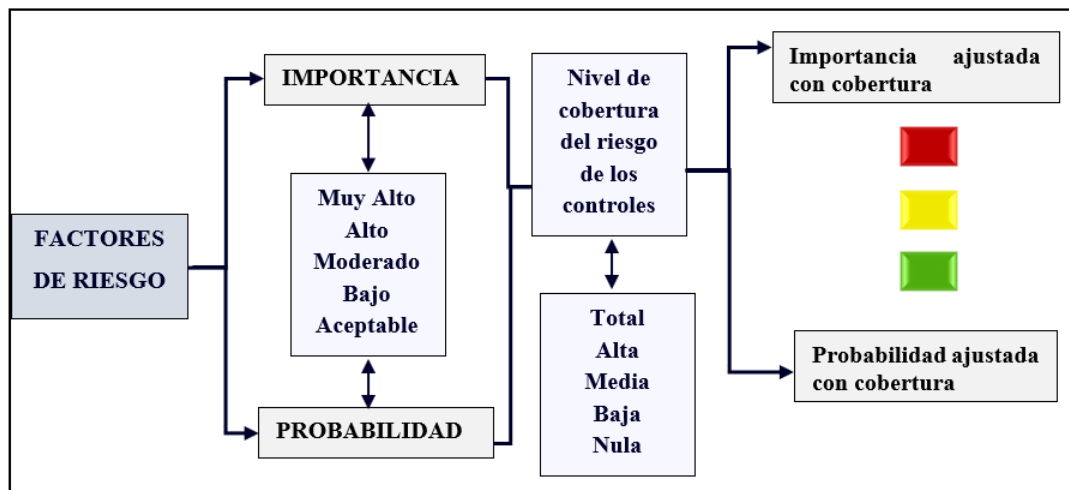 FACTORES
DE RIESGO
IMPORTANCIA
Muy Alto
Alto
Moderado
Bajo
Aceptable
PROBABILIDAD
Nivel de
cobertura
del riesgo
de los
controles
Total
Alta
Media
Baja
Nula
Importancia ajustada
con cobertura
Probabilidad ajustada
con cobertura